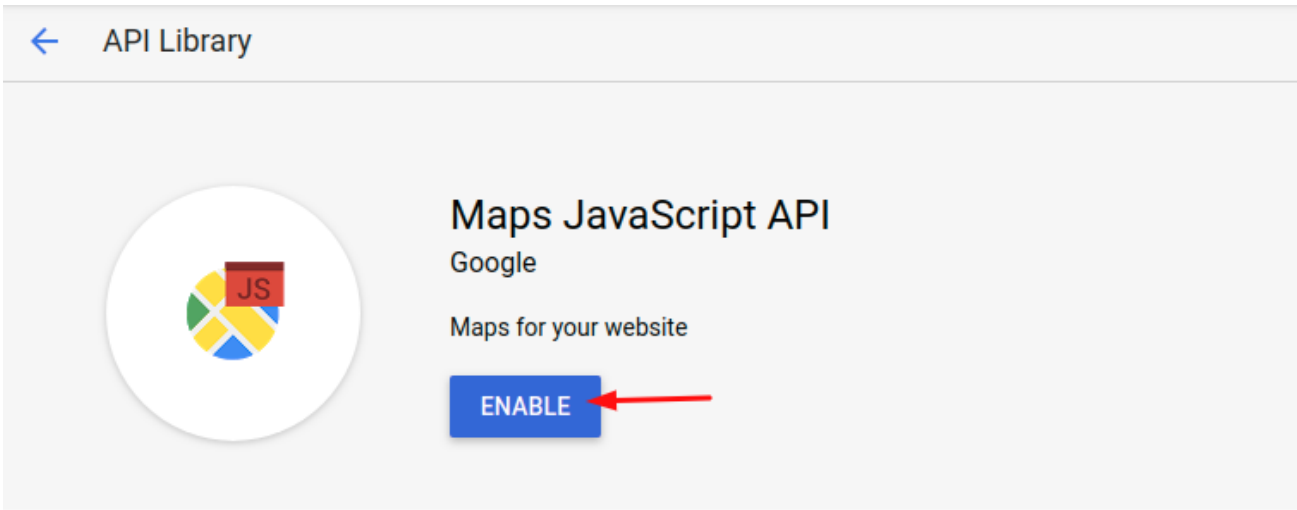 API Library
JS
Maps JavaScript API
Google
Maps for your website
ENABLE